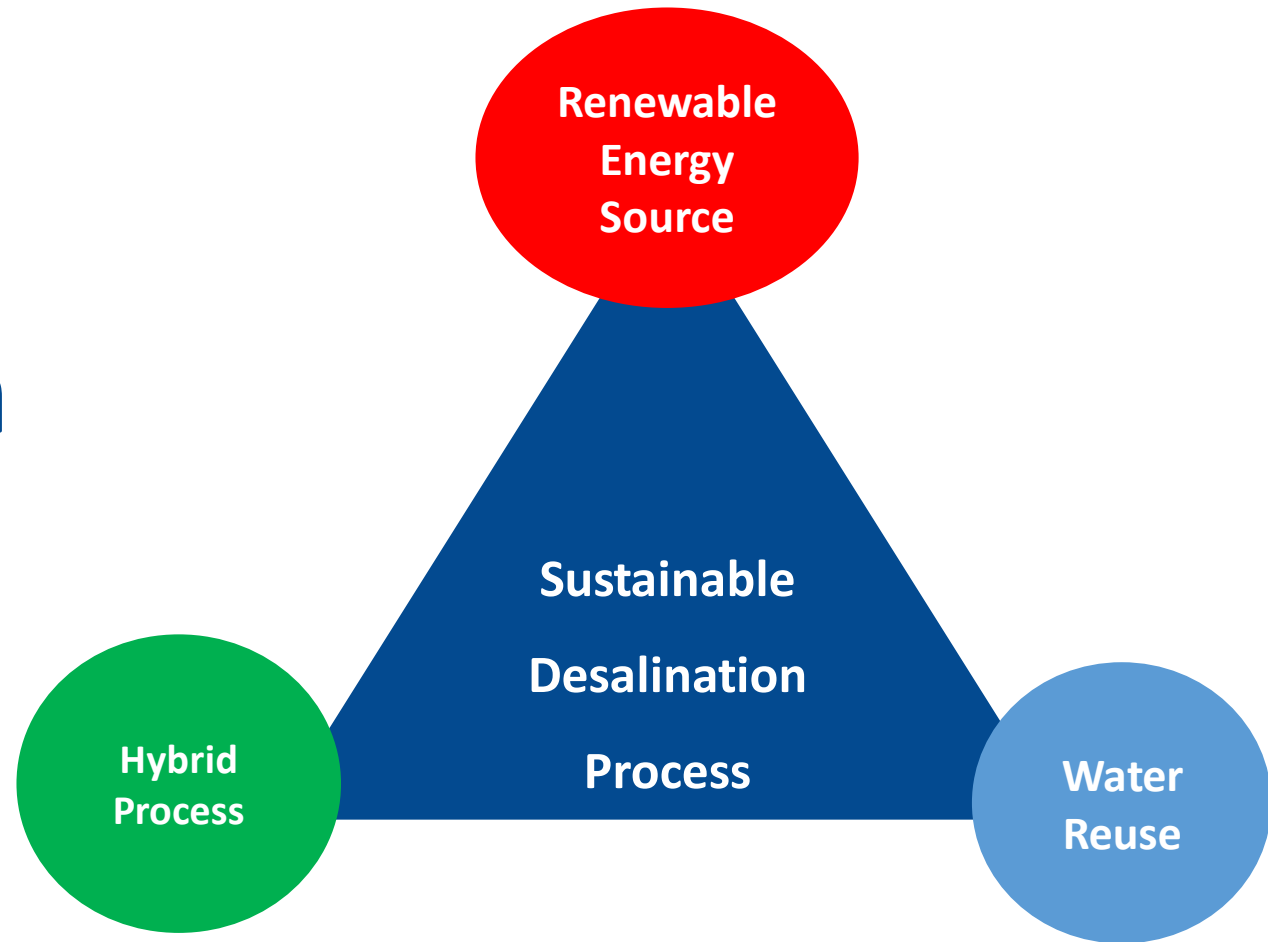 Renewable
Energy
Source
Sustainable
Desalination
Process
Hybrid
Process
Water
Reuse